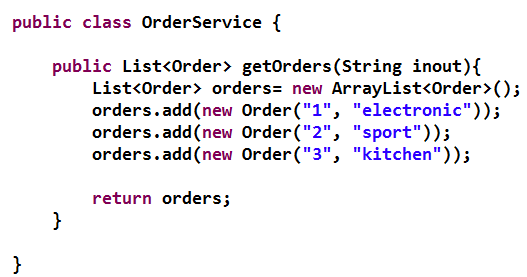 public class OrderService {
public List<Order> getOrders(String inout){
List<Order> orders= new ArrayList<Order>();
orders.add(new Order("1", "electronic"));
orders.add(new Order("2", "sport"));
orders.add(new Order("3", "kitchen"));
return orders;
}
}